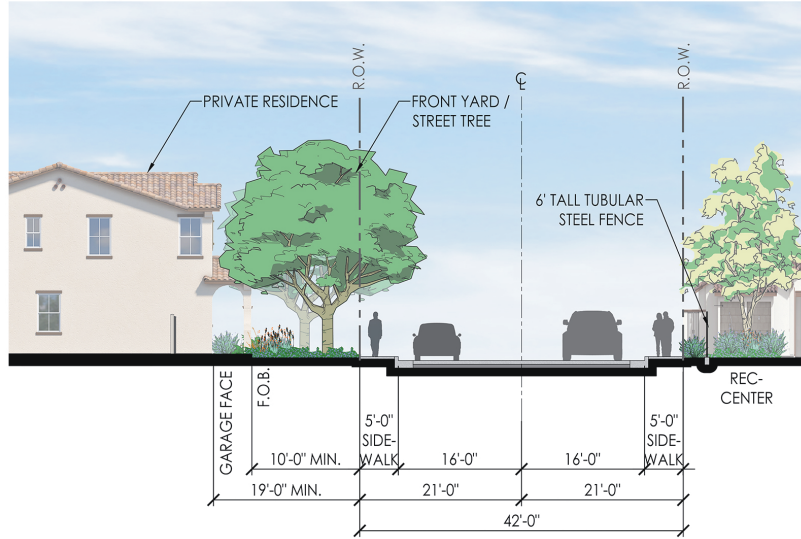 R.O.W.
℄
R.O.W.
PRIVATE RESIDENCE
FRONT YARD /
STREET TREE
6' TALL TUBULAR
STEEL FENCE
GARAGE FACE
F.O.B.
REC-
CENTER
5'-0"
SIDE-
WALK
5'-0"
SIDE-
WALK
10'-0" MIN.
16'-0"
16'-0"
19'-0" MIN.
21'-0"
21'-0"
42'-0"